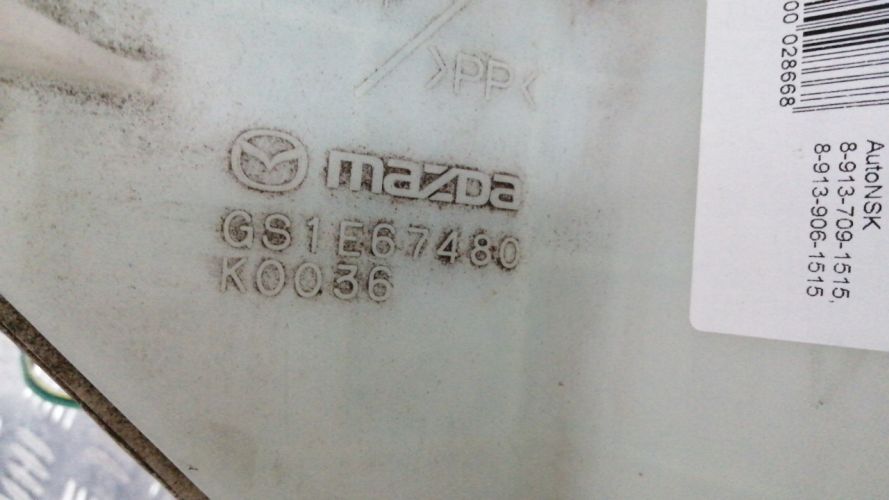 >PP<
mazda
GS1E67480
K0036
00 028668
AutoNSK
8-913-709-1515,
8-913-906-1515